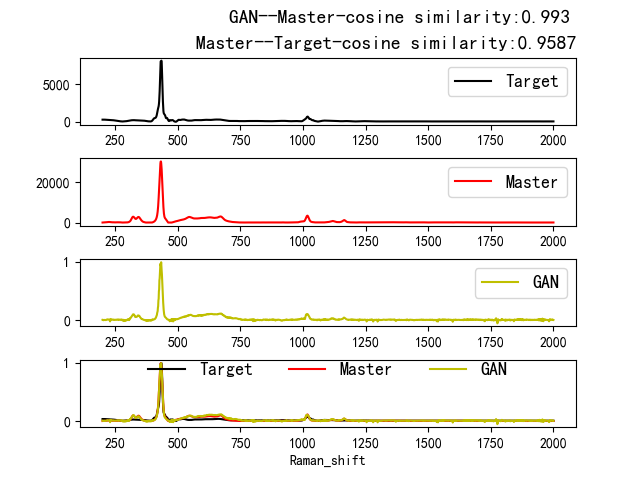 GAN--Master-cosine similarity:0.993
Master--Target-cosine similarity:0.9587
5000
0
Target
250 500 750 1000 1250 1500 1750 2000
20000
0
Master
250 500 750 1000 1250 1500 1750 2000
1
0
GAN
250 500 750 1000 1250 1500 1750 2000
1
0
Target Master GAN
250 500 750 1000 1250 1500 1750 2000
Raman_shift